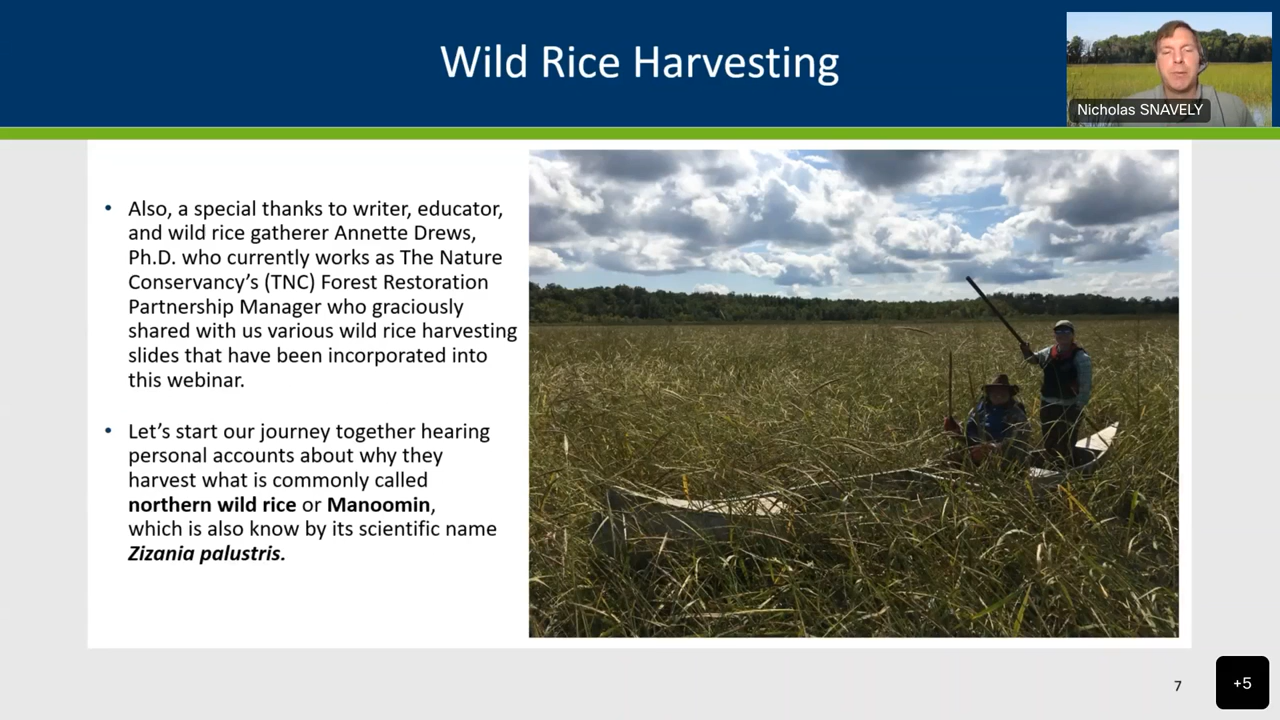 Wild Rice Harvesting
Nicholas SNAVELY
• Also, a special thanks to writer, educator,
and wild rice gatherer Annette Drews,
Ph.D. who currently works as The Nature
Conservancy’s (TNC) Forest Restoration
Partnership Manager who graciously
shared with us various wild rice harvesting
slides that have been incorporated into
this webinar.
• Let’s start our journey together hearing
personal accounts about why they
harvest what is commonly called
northern wild rice or Manoomin,
which is also know by its scientific name
Zizania palustris.
7
+5